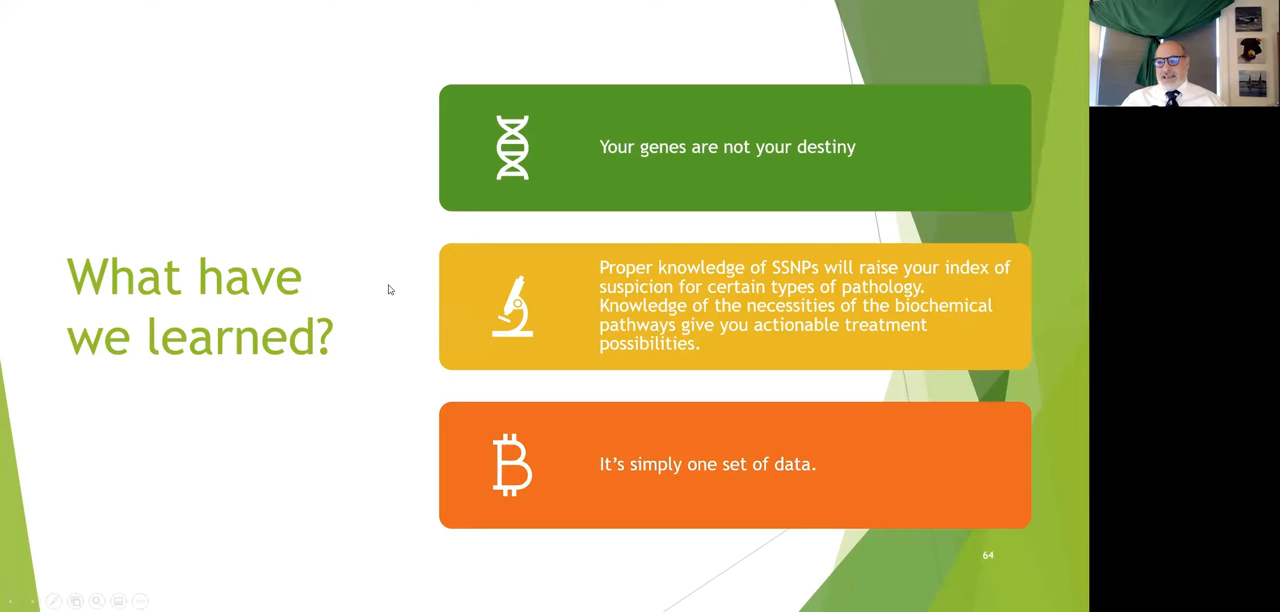 What have
we learned?
Your genes are not your destiny
Proper knowledge of SSNPs will raise your index of
suspicion for certain types of pathology.
Knowledge of the necessities of the biochemical
pathways give you actionable treatment
possibilities.
It’s simply one set of data.
64